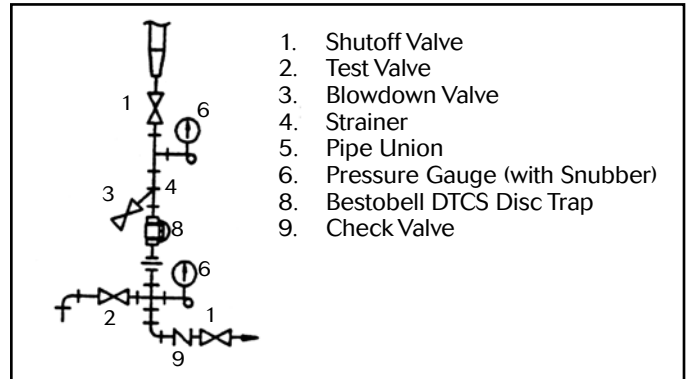 1. Shutoff Valve
2. Test Valve
3. Blowdown Valve
4. Strainer
5. Pipe Union
6. Pressure Gauge (with Snubber)
8. Bestobell DTCS Disc Trap
9. Check Valve
1
6
3
4
8
6
2
1
9